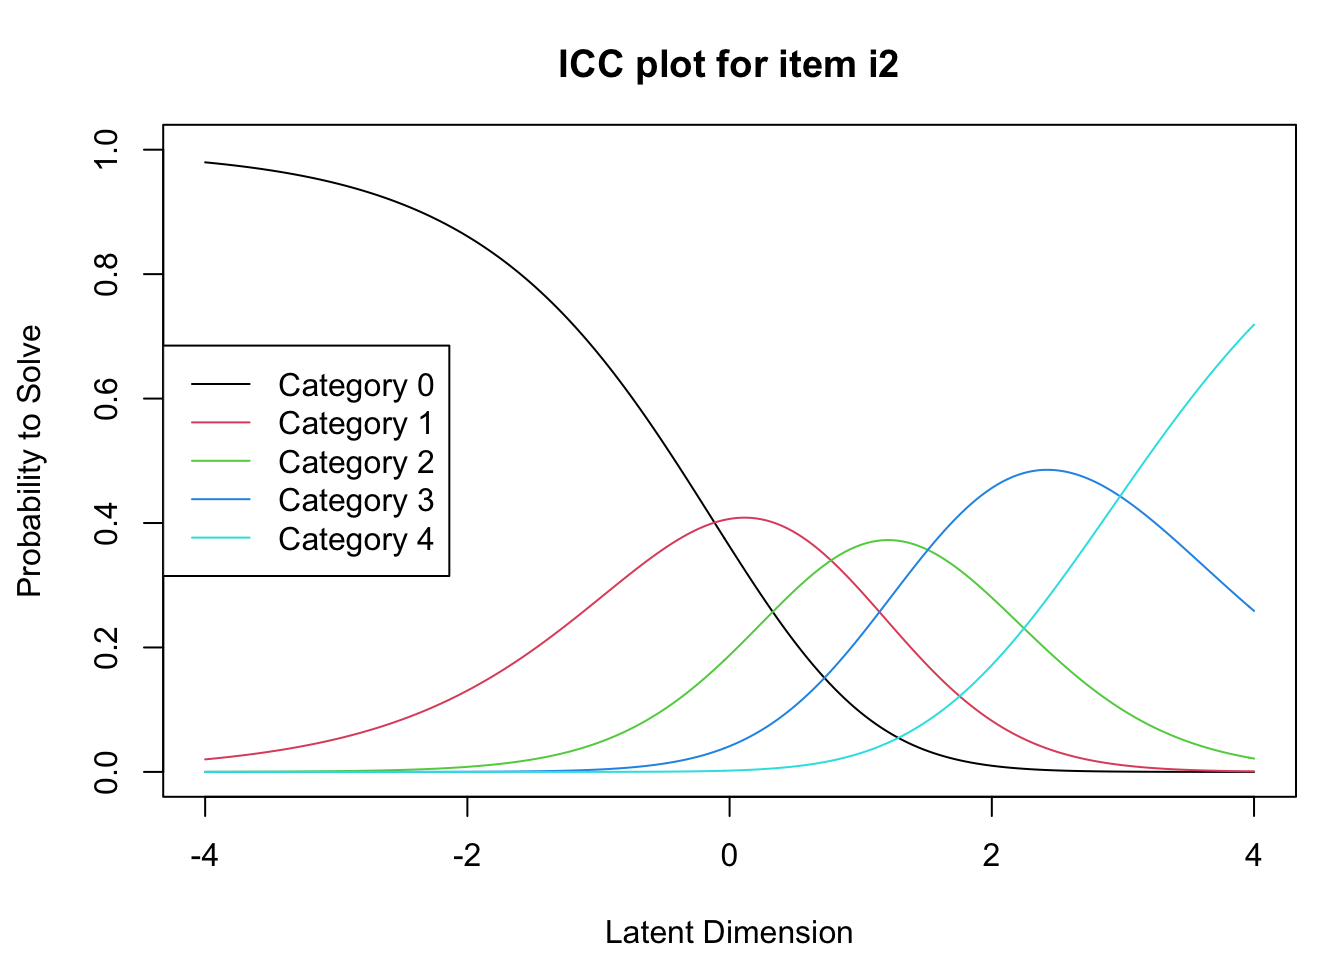 ICC plot for item i2
Probability to Solve
1.0
0.8
0.6
0.4
0.2
0.0
Category 0
Category 1
Category 2
Category 3
Category 4
-4 -2 0 2 4
Latent Dimension